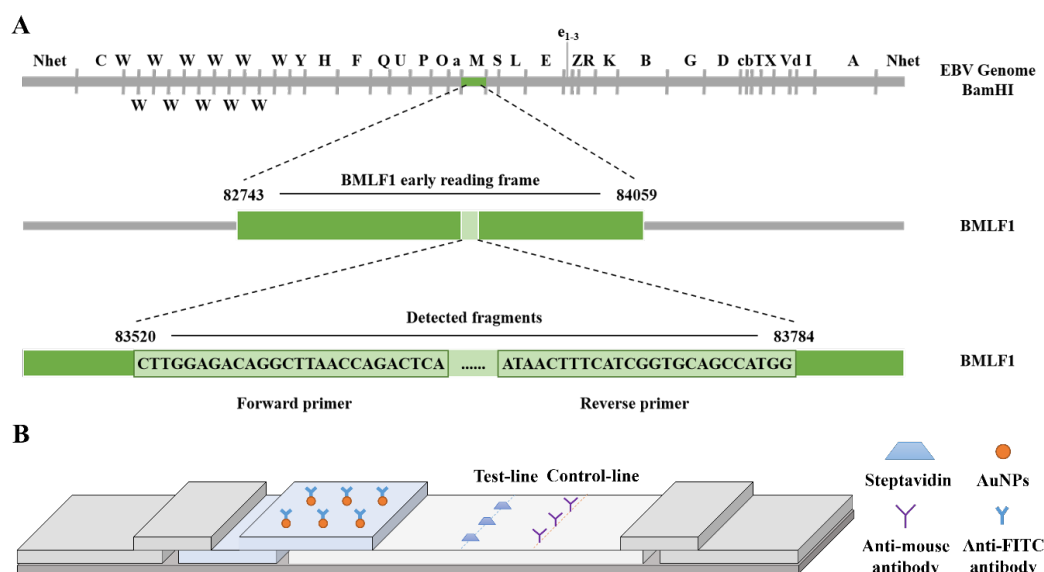 A
e1-3
Nhet C W W W W W W Y H F Q U P O a M S L E Z R K B G D c b T X V d I A Nhet
W W W W W
EBV Genome
BamHI
BMLF1 early reading frame
82743 84059
BMLF1
Detected fragments
83520 83784
CTTGGAGACAGGCTTAACCAGACTCA ...... ATAACTTTCATCGGTGCAGCCATGG
BMLF1
Forward primer Reverse primer
B
Test-line Control-line
Steptavidin AuNPs
Anti-mouse
antibody
Anti-FITC
antibody